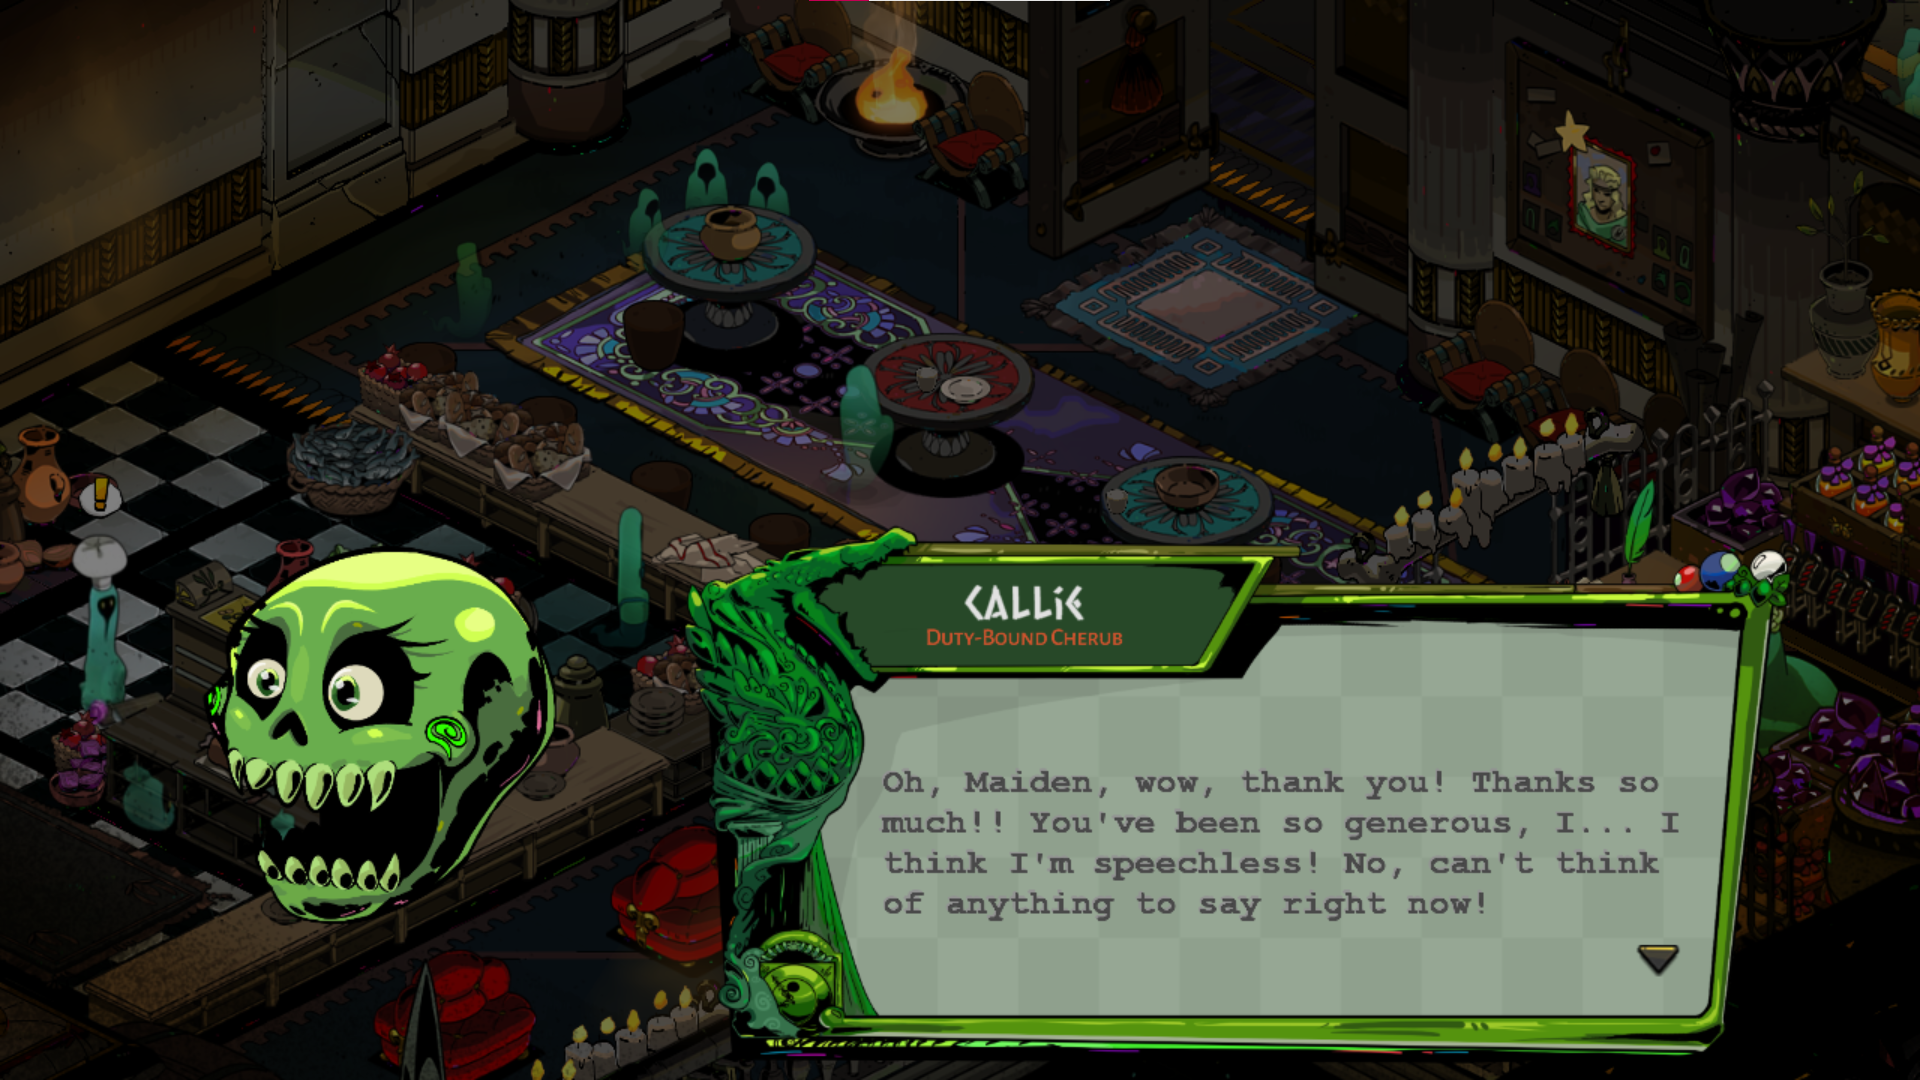 CALLiE
Duty-Bound Cherub
Oh, Maiden, wow, thank you! Thanks so
much!! You've been so generous, I... I
think I'm speechless! No, can't think
of anything to say right now!